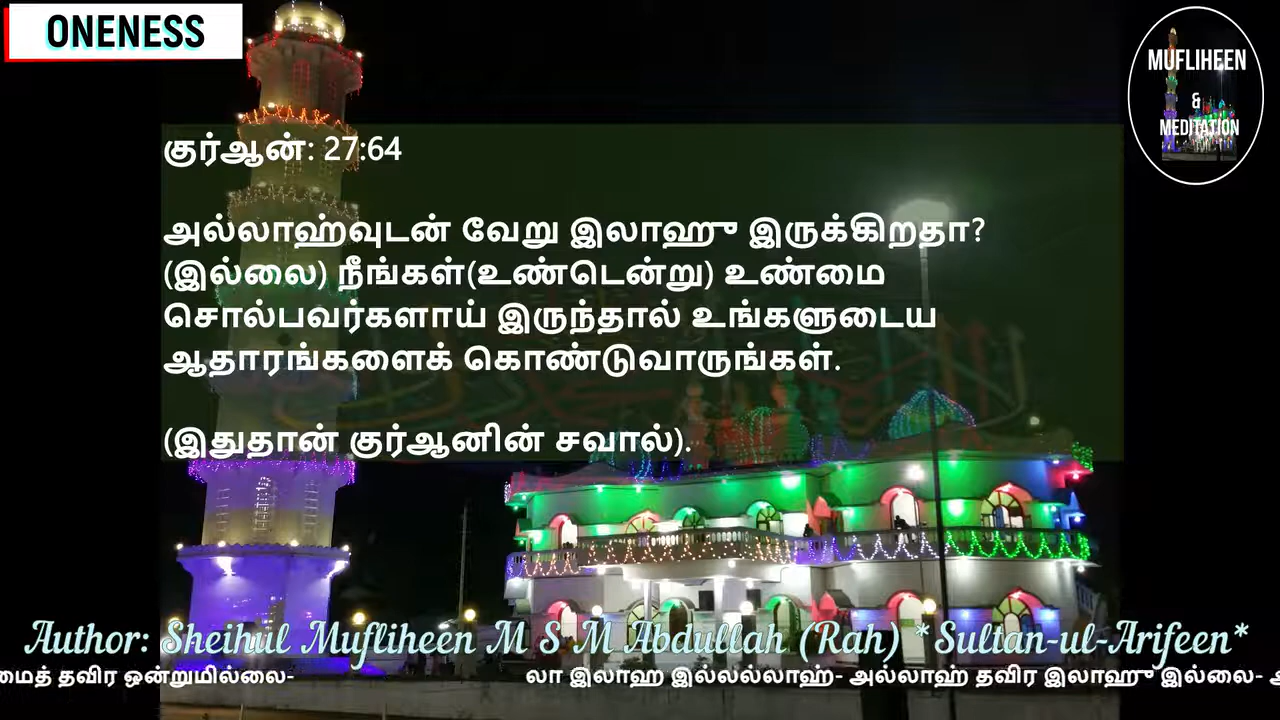 ONENESS
MUFLIHEEN
&
MEDITATION
குர்ஆன்: 27:64
அல்லாஹ்வுடன் வேறு இலாஹு இருக்கிறதா?
(இல்லை) நீங்கள்(உண்டென்று) உண்மை
சொல்பவர்களாய் இருந்தால் உங்களுடைய
ஆதாரங்களைக் கொண்டுவாருங்கள்.
(இதுதான் குர்ஆனின் சவால்).
Author: Sheihul Mufliheen M S M Abdullah (Rah) *Sultan-ul-Arifeen*
மைத் தவிர ஒன்றுமில்லை- லா இலாஹ இல்லல்லாஹ்- அல்லாஹ் தவிர இலாஹு இல்லை-